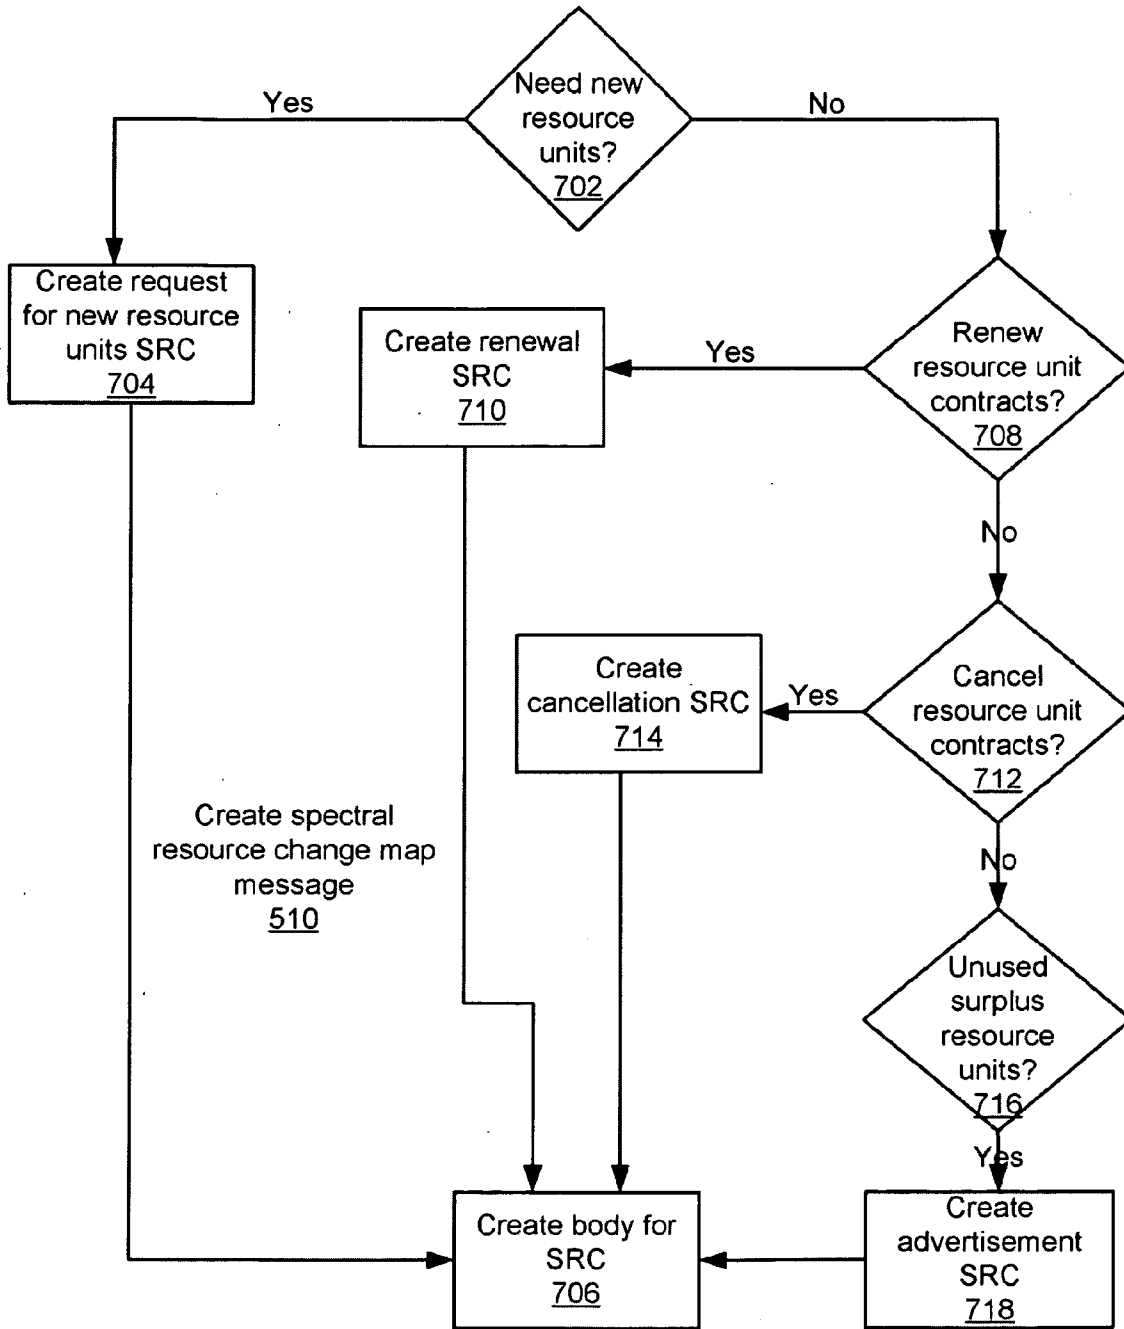 Need new
resource
units?
702
Yes
No
Create request
for new resource
units SRC
704
Create renewal
SRC
710
Yes
Renew
resource unit
contracts?
708
No
Create
cancellation SRC
714
Yes
Cancel
resource unit
contracts?
712
Create spectral
resource change map
message
510
No
Unused
surplus
resource
units?
716
Yes
Create body for
SRC
706
Create
advertisement
SRC
718